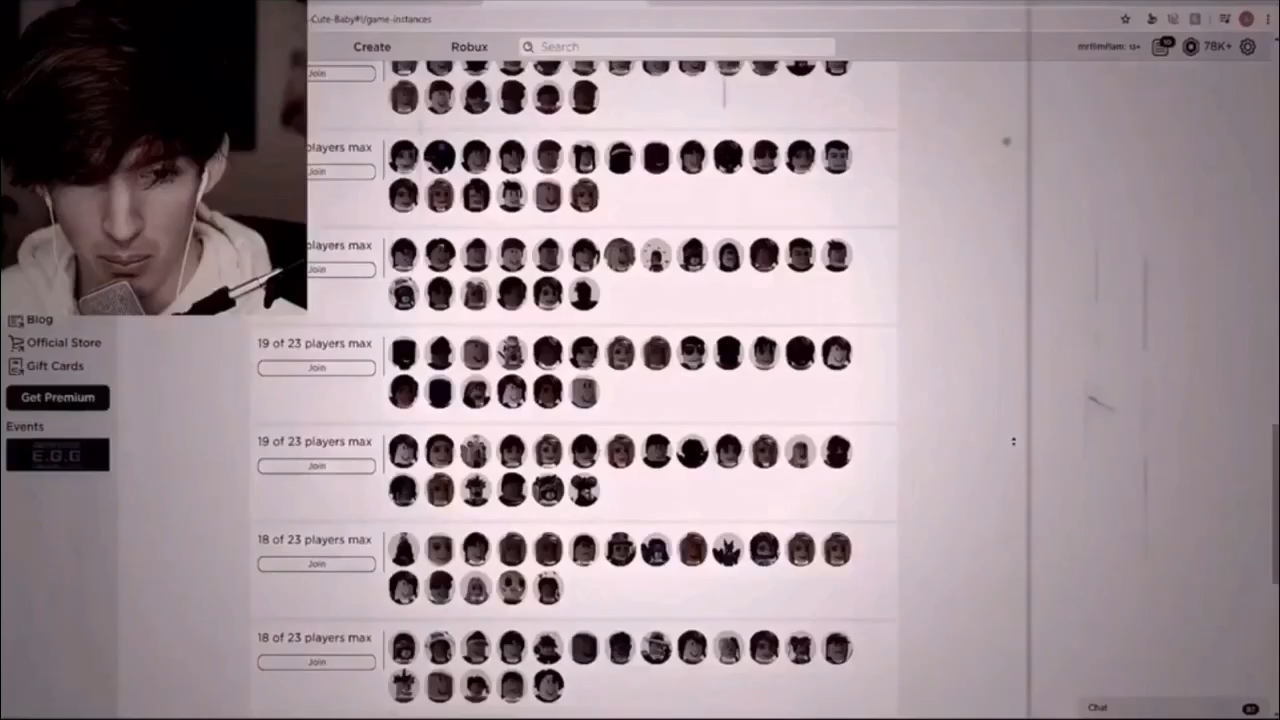 -Cute-Baby#!/game-instances
Create Robux Search mrflimflam: 13+ 78K+
Join
players max
Join
players max
Join
Blog
19 of 23 players max
Official Store
Join
Gift Cards
Get Premium
Events
19 of 23 players max
E.G.G
Join
18 of 23 players max
Join
18 of 23 players max
Join
Chat